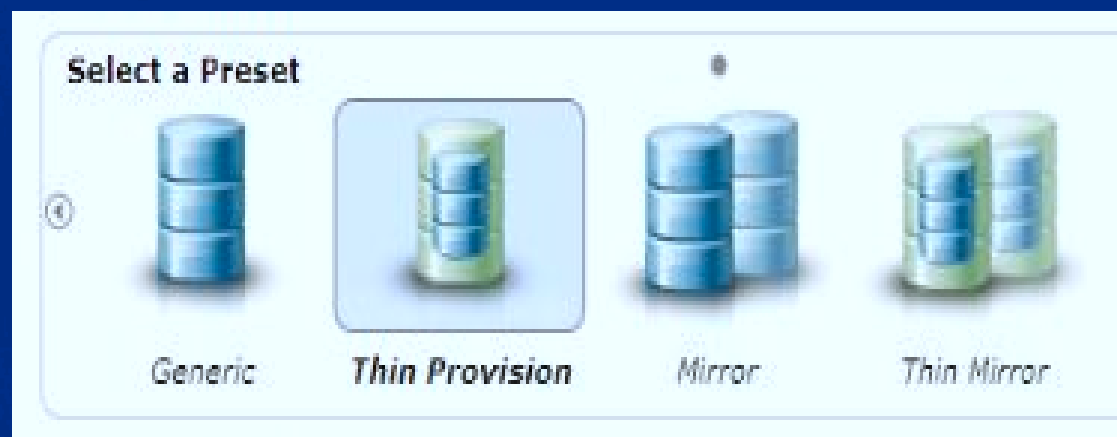 Select a Preset
Generic
Thin Provision
Mirror
Thin Mirror